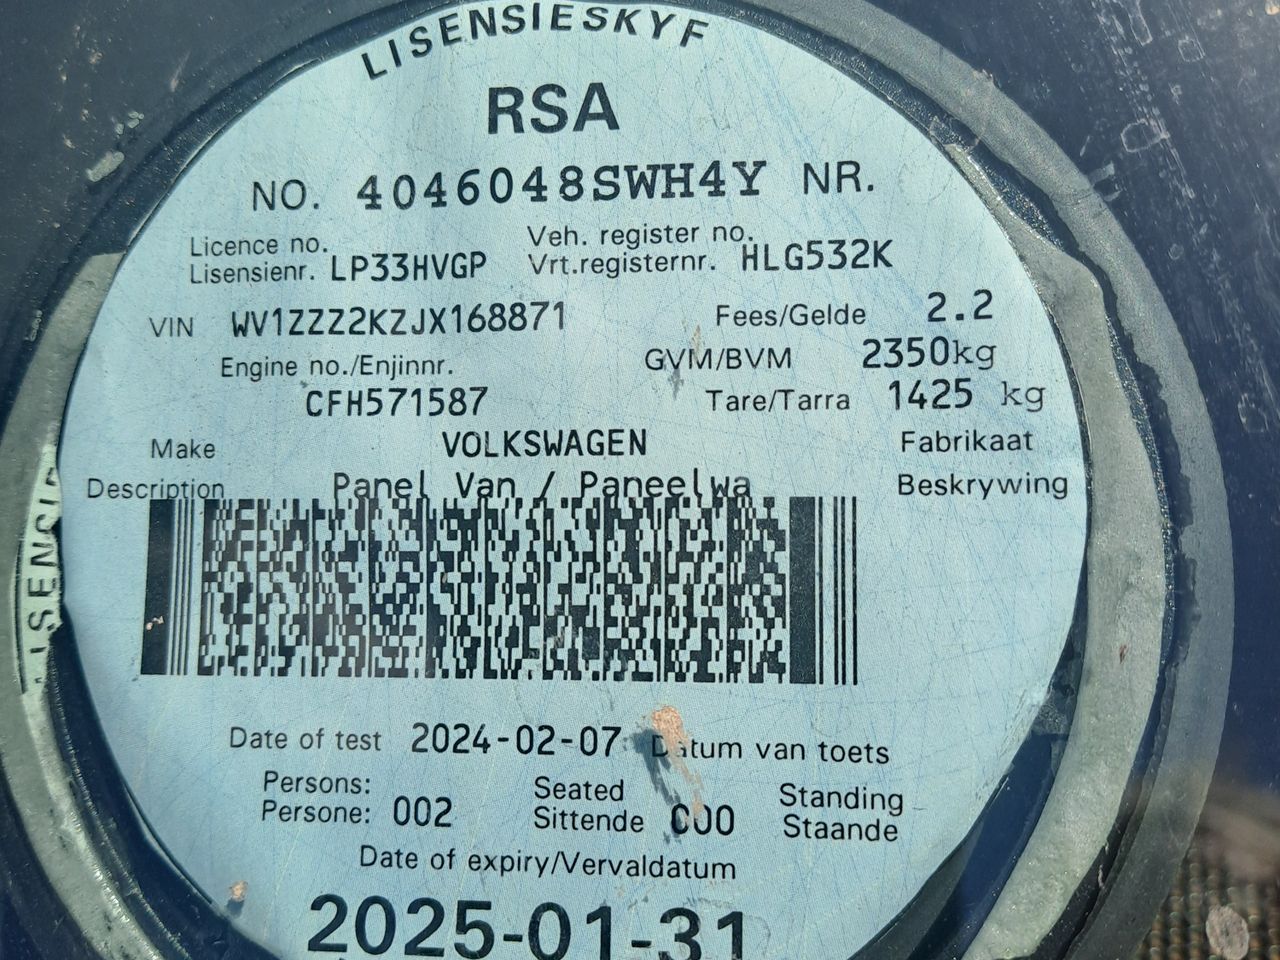 LISENSIESKYF
RSA
NO. 4046048SWH4Y NR.
Licence no.
Lisensienr. LP33HVGP
Veh. register no.
Vrt.registernr. HLG532K
VIN WV1ZZZ2KZJX168871
Fees/Gelde 2.2
Engine no./Enjinnr.
CFH571587
GVM/BVM 2350kg
Tare/Tarra 1425 kg
Make VOLKSWAGEN Fabrikaat
Description Panel Van / Paneelwa Beskrywing
Date of test 2024-02-07 Datum van toets
Persons:
Persone: 002
Seated
Sittende 000
Standing
Staande
Date of expiry/Vervaldatum
2025-01-31